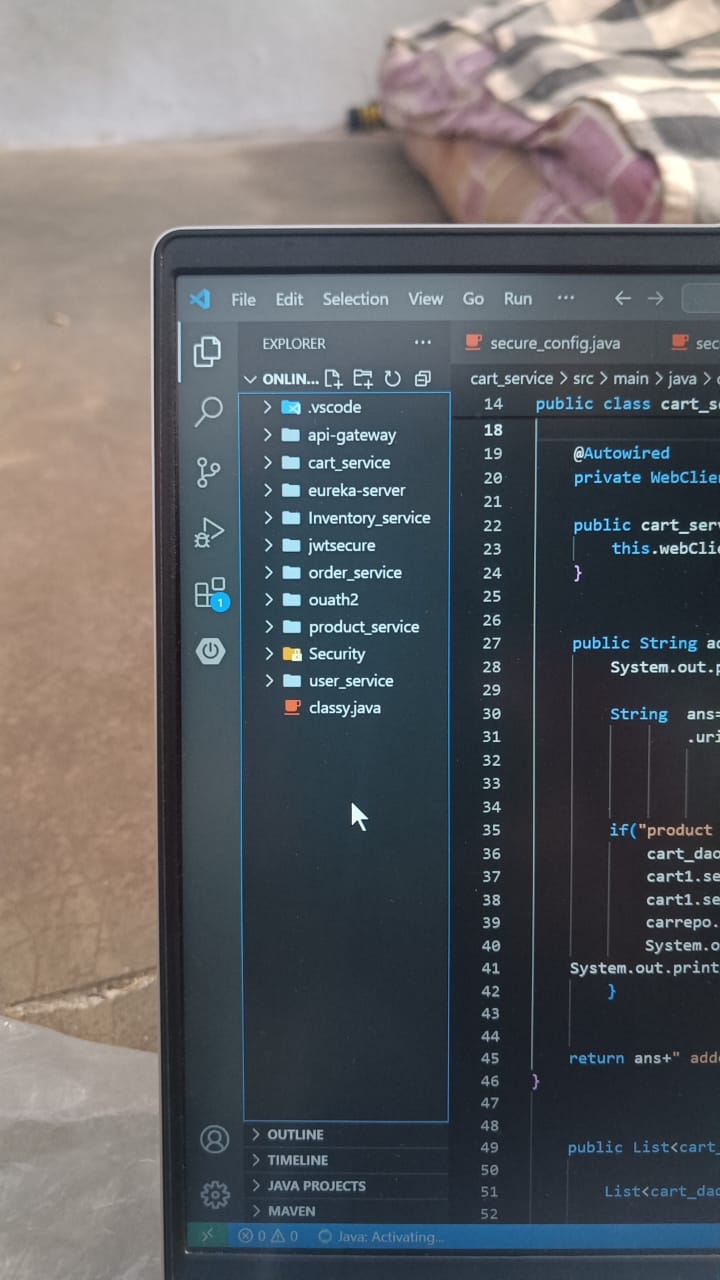 File Edit Selection View Go Run ...
EXPLORER ...
secure_config.java
ONLIN...
cart_service > src > main > java >
.vscode
api-gateway
cart_service
eureka-server
Inventory_service
jwtsecure
order_service
ouath2
product_service
Security
user_service
classy.java
1
OUTLINE
TIMELINE
JAVA PROJECTS
MAVEN
0 0 Java: Activating...
14 public class cart_s
18
19 @Autowired
20 private WebClie
21
22 public cart_serv
23 this.webCli
24 }
25
26
27 public String ad
28 System.out.p
29
30 String ans=
31 .uri
32
33
34
35 if("product
36 cart_dao
37 cart1.se
38 cart1.se
39 carrepo.
40 System.o
41 System.out.print
42 }
43
44
45 return ans+" adde
46 }
47
48
49 public List<cart_
50
51 List<cart_dao
52